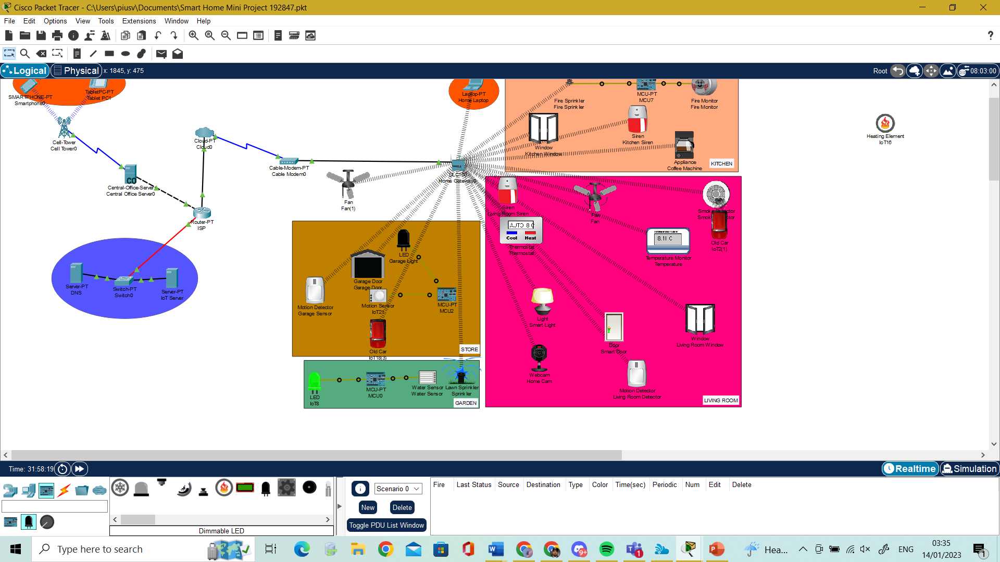 Cisco Packet Tracer - C:\Users\piusv\Documents\Smart Home Mini Project 192847.pkt
File Edit Options View Tools Extensions Window Help
?
Logical Physical x: 1845, y: 475 Root 08:03:00
SMARTPHONE-PT
Smartphone0
TabletPC-PT
Tablet PC1
Cell-Tower
Cell Tower0
Cloud-PT
Cloud0
Central-Office-Server
Central Office Server0
CO
Cable-Modem-PT
Cable Modem0
Router-PT
ISP
Server-PT
DNS
Switch-PT
Switch0
Server-PT
IoT Server
Laptop-PT
Home Laptop
DLC100
Home Gateway0
Fan
Fan(1)
Fire Sprinkler
Fire Sprinkler
MCU-PT
MCU7
Fire Monitor
Fire Monitor
Window
Kitchen Window
Siren
Kitchen Siren
Appliance
Coffee Machine
KITCHEN
Heating Element
IoT16
LED
Garage Light
Garage Door
Garage Door
Motion Detector
Garage Sensor
Motion Sensor
IoT21
MCU-PT
MCU2
Old Car
IoT18(3)
STORE
LED
IoT8
MCU-PT
MCU0
Water Sensor
Water Sensor
Lawn Sprinkler
Sprinkler
GARDEN
Siren
Living Room Siren
AUTO 8 C
Cool Heat
Thermostat
Thermostat
Fan
Fan
Smoke Detector
Smoke Detector
Old Car
IoT2(1)
TEMPERATURE
8.11 C
Temperature Monitor
Temperature
Light
Smart Light
Door
Smart Door
Window
Living Room Window
Webcam
Home Cam
Motion Detector
Living Room Detector
LIVING ROOM
Time: 31:58:19 Realtime Simulation
Scenario 0
New Delete
Toggle PDU List Window
Fire Last Status Source Destination Type Color Time(sec) Periodic Num Edit Delete
Dimmable LED
Type here to search
9+
1
Hea...
ENG
03:35
14/01/2023
1